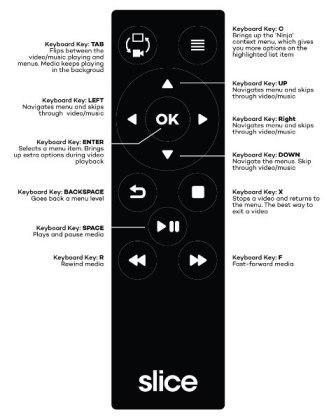 Keyboard Key: TAB
Flips between the
video/music playing and
menus. Media keeps playing
in the backgroud
Keyboard Key: C
Brings up the 'Ninja'
context menu, which gives
you more options on the
highlighted list item
Keyboard Key: LEFT
Navigates menu and skips
through video/music
Keyboard Key: UP
Navigates menu and skips
through video/music
Keyboard Key: ENTER
Selects a menu item. Brings
up extra options during video
playback
OK
Keyboard Key: Right
Navigates menu and skips
through video/music
Keyboard Key: DOWN
Navigates the menus. Skip
through video/music
Keyboard Key: BACKSPACE
Goes back a menu level
Keyboard Key: X
Stops a video and returns to
the menu. The best way to
exit a video
Keyboard Key: SPACE
Plays and pause media
Keyboard Key: R
Rewind media
Keyboard Key: F
Fast-forward media
slice